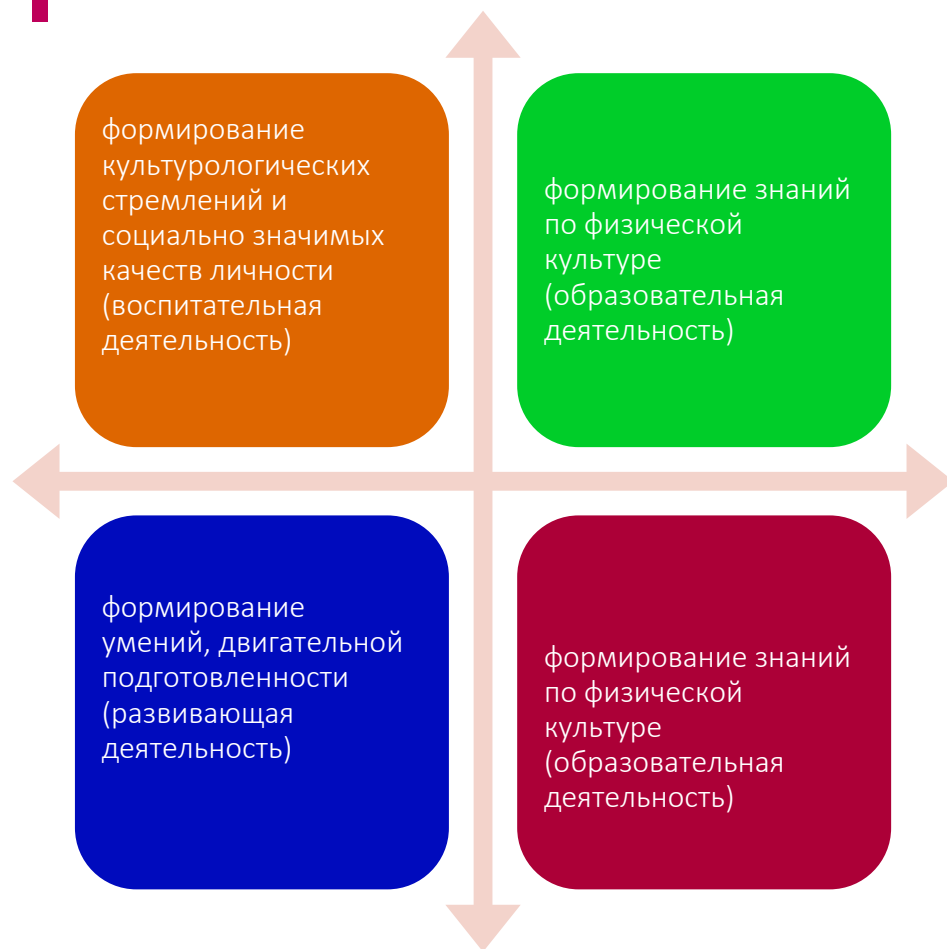 формирование
культурологических
стремлений и
социально значимых
качеств личности
(воспитательная
деятельность)
формирование знаний
по физической
культуре
(образовательная
деятельность)
формирование
умений, двигательной
подготовленности
(развивающая
деятельность)
формирование знаний
по физической
культуре
(образовательная
деятельность)